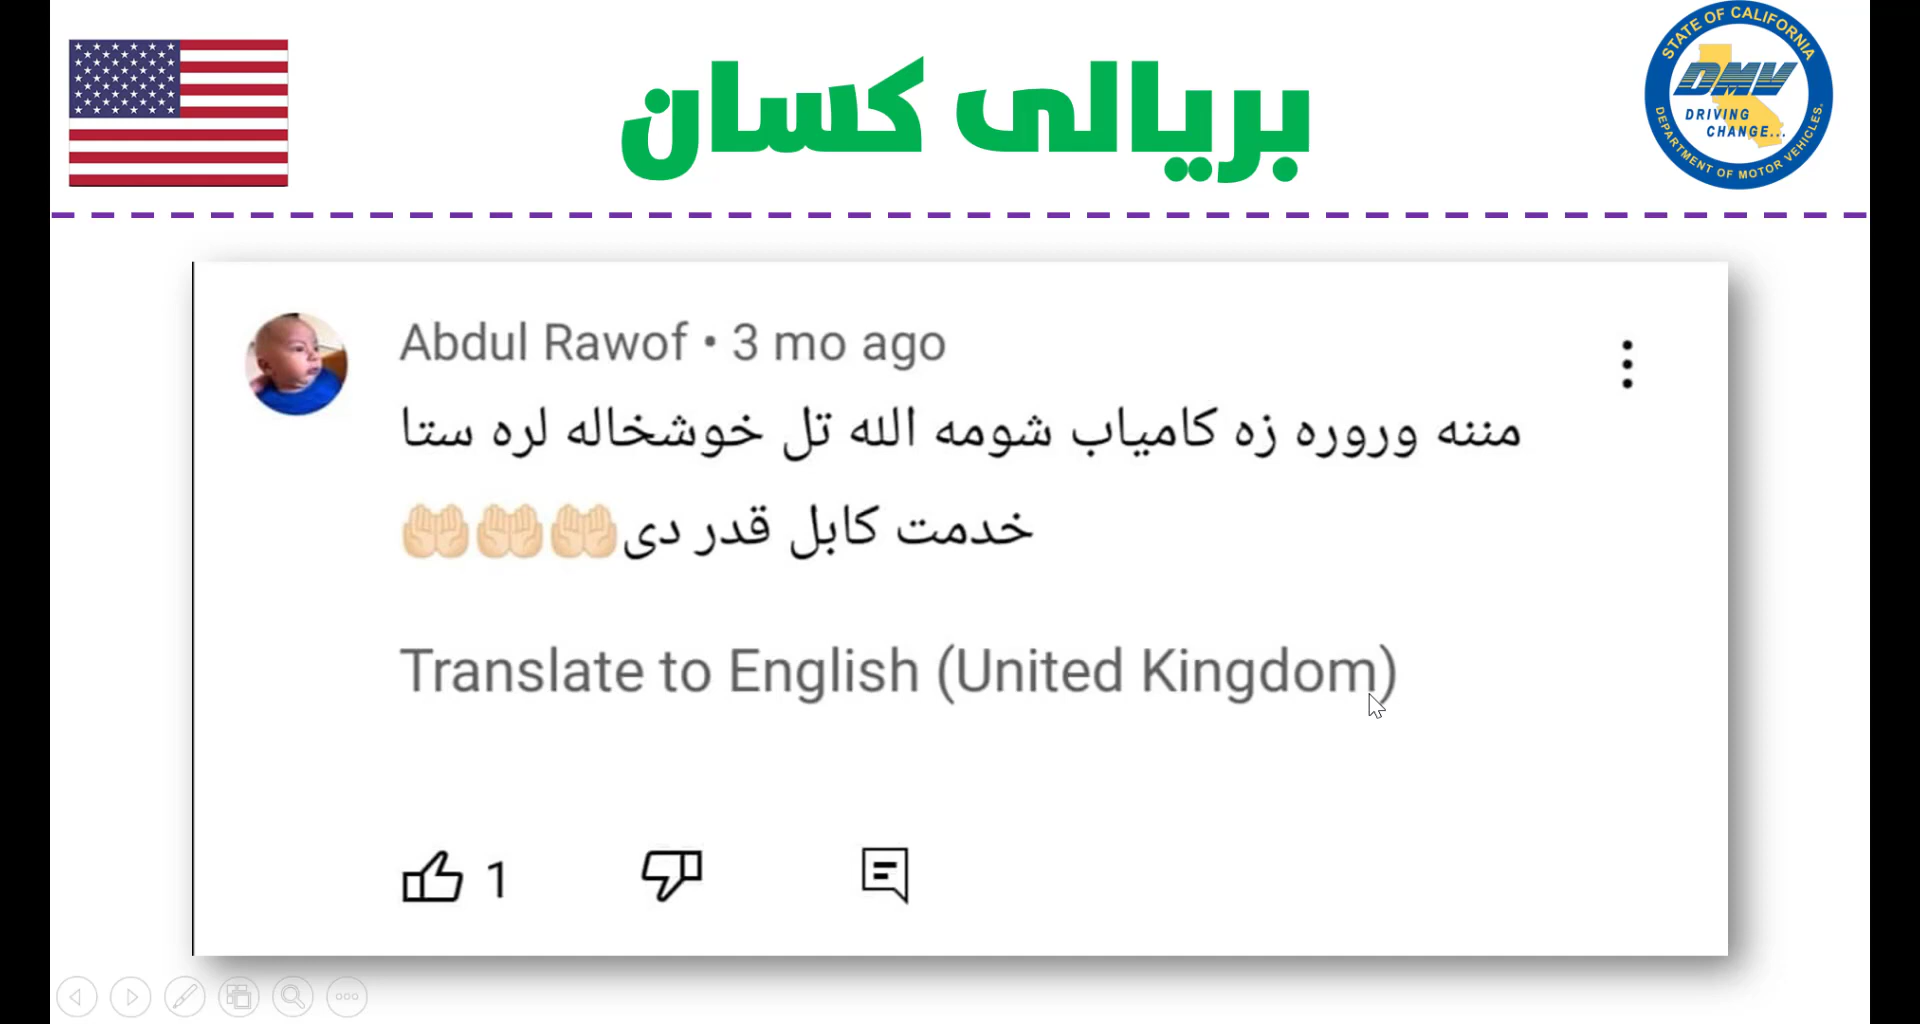 بریالی کسان
STATE OF CALIFORNIA
DMV
DRIVING
CHANGE...
DEPARTMENT OF MOTOR VEHICLES.
Abdul Rawof • 3 mo ago
مننه وروره زه کامیاب شومه الله تل خوشخاله لره ستا
خدمت کابل قدر دی🤲🏻🤲🏻🤲🏻
Translate to English (United Kingdom)
1